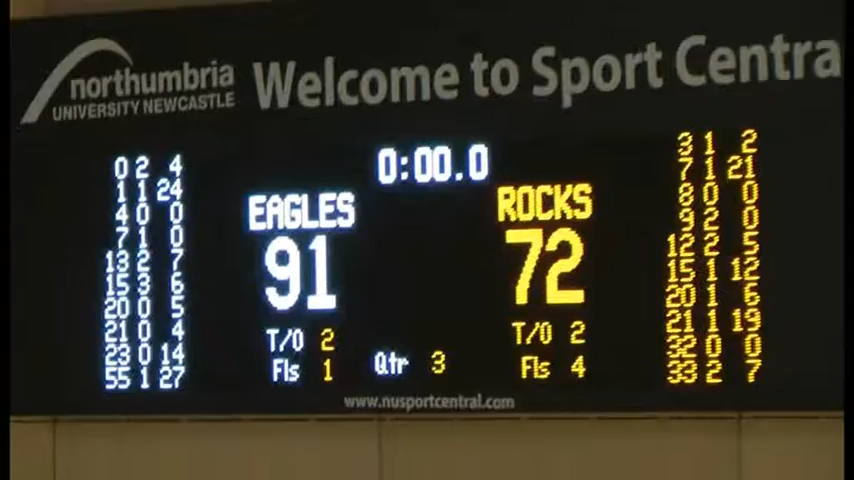 northumbria
UNIVERSITY NEWCASTLE
Welcome to Sport Central
0:00.0
EAGLES
91
T/O 2
Fls 1
Qtr 3
ROCKS
72
T/O 2
Fls 4
0 2 4
1 1 24
4 0 0
7 1 0
13 2 7
15 3 6
20 0 5
21 0 4
23 0 14
55 1 27
3 1 2
7 1 21
8 0 0
9 2 0
12 2 5
15 1 12
20 1 6
21 1 19
32 0 0
33 2 7
www.nusportcentral.com